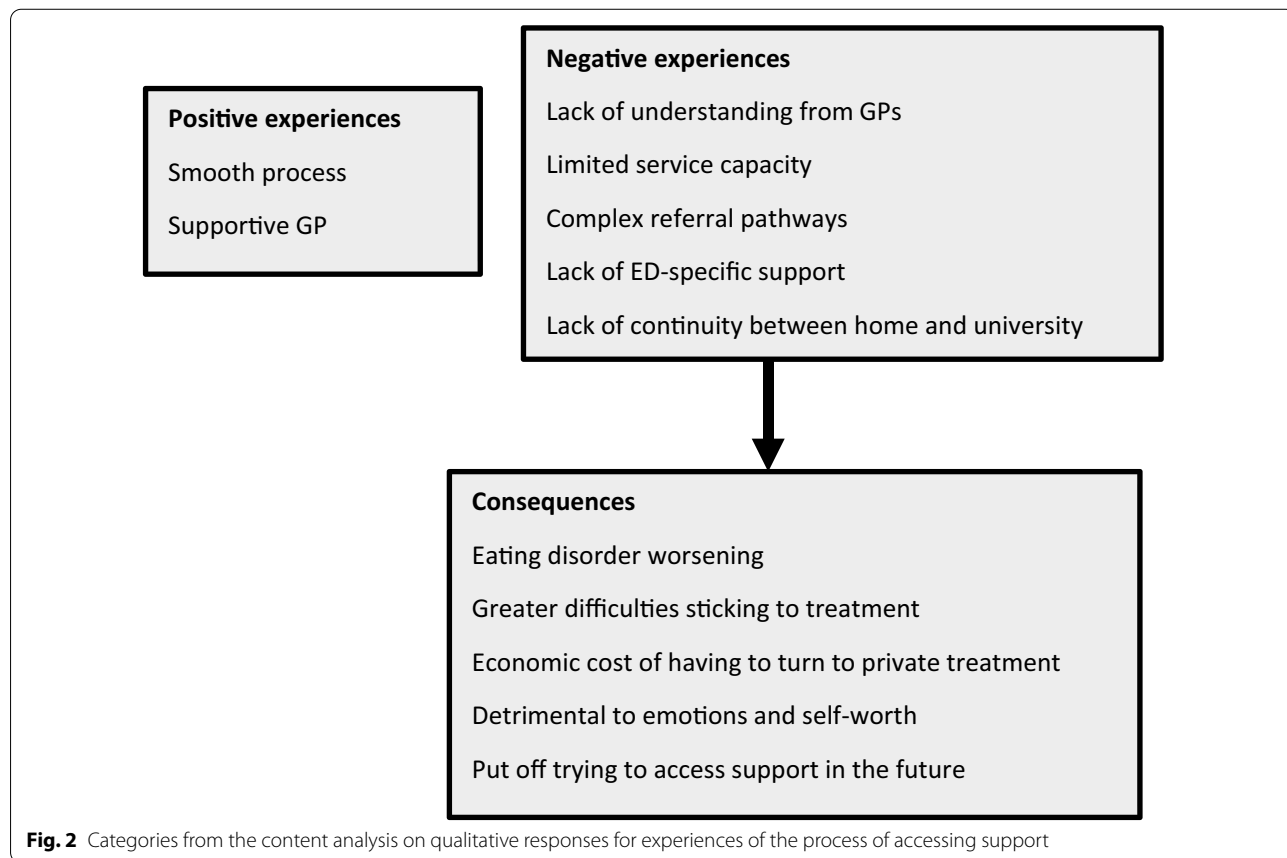 Positive experiences
Smooth process
Supportive GP
Negative experiences
Lack of understanding from GPs
Limited service capacity
Complex referral pathways
Lack of ED-specific support
Lack of continuity between home and university
Consequences
Eating disorder worsening
Greater difficulties sticking to treatment
Economic cost of having to turn to private treatment
Detrimental to emotions and self-worth
Put off trying to access support in the future
Fig. 2 Categories from the content analysis on qualitative responses for experiences of the process of accessing support